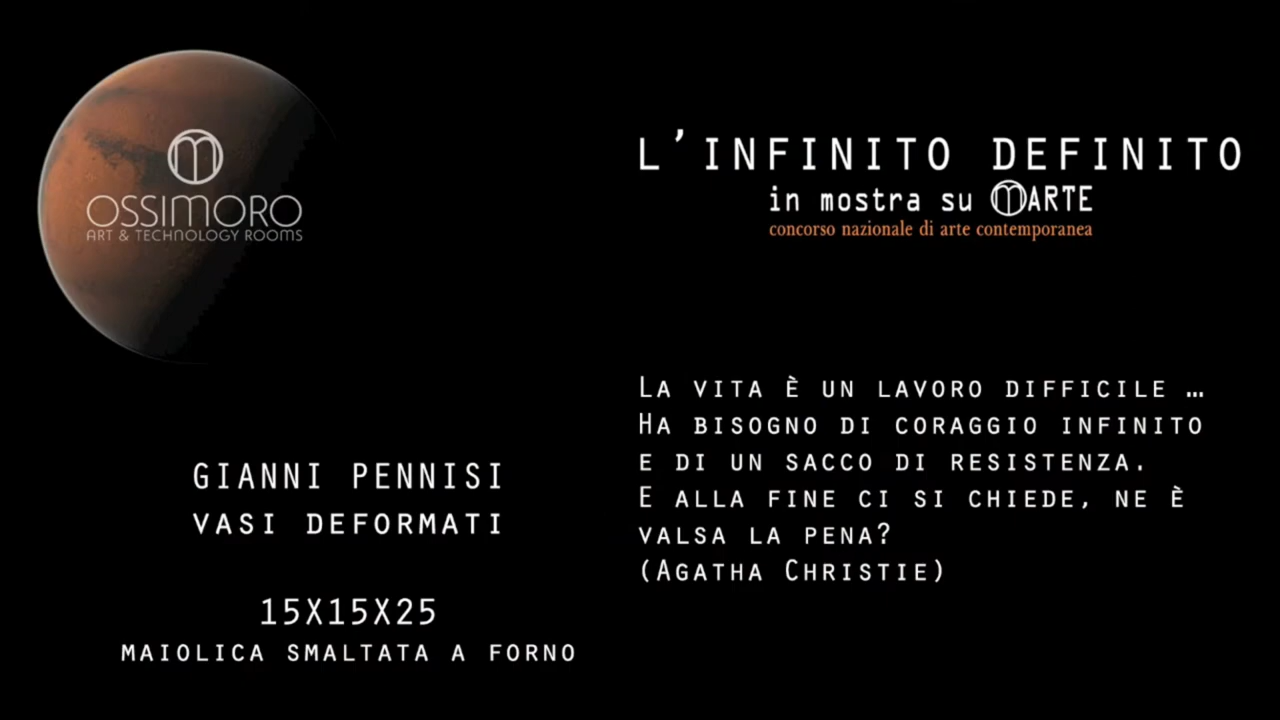 OSSIMORO
ART & TECHNOLOGY ROOMS
L'INFINITO DEFINITO
in mostra su MARTE
concorso nazionale di arte contemporanea
GIANNI PENNISI
VASI DEFORMATI
15X15X25
MAIOLICA SMALTATA A FORNO
LA VITA È UN LAVORO DIFFICILE …
HA BISOGNO DI CORAGGIO INFINITO
E DI UN SACCO DI RESISTENZA.
E ALLA FINE CI SI CHIEDE, NE È
VALSA LA PENA?
(AGATHA CHRISTIE)